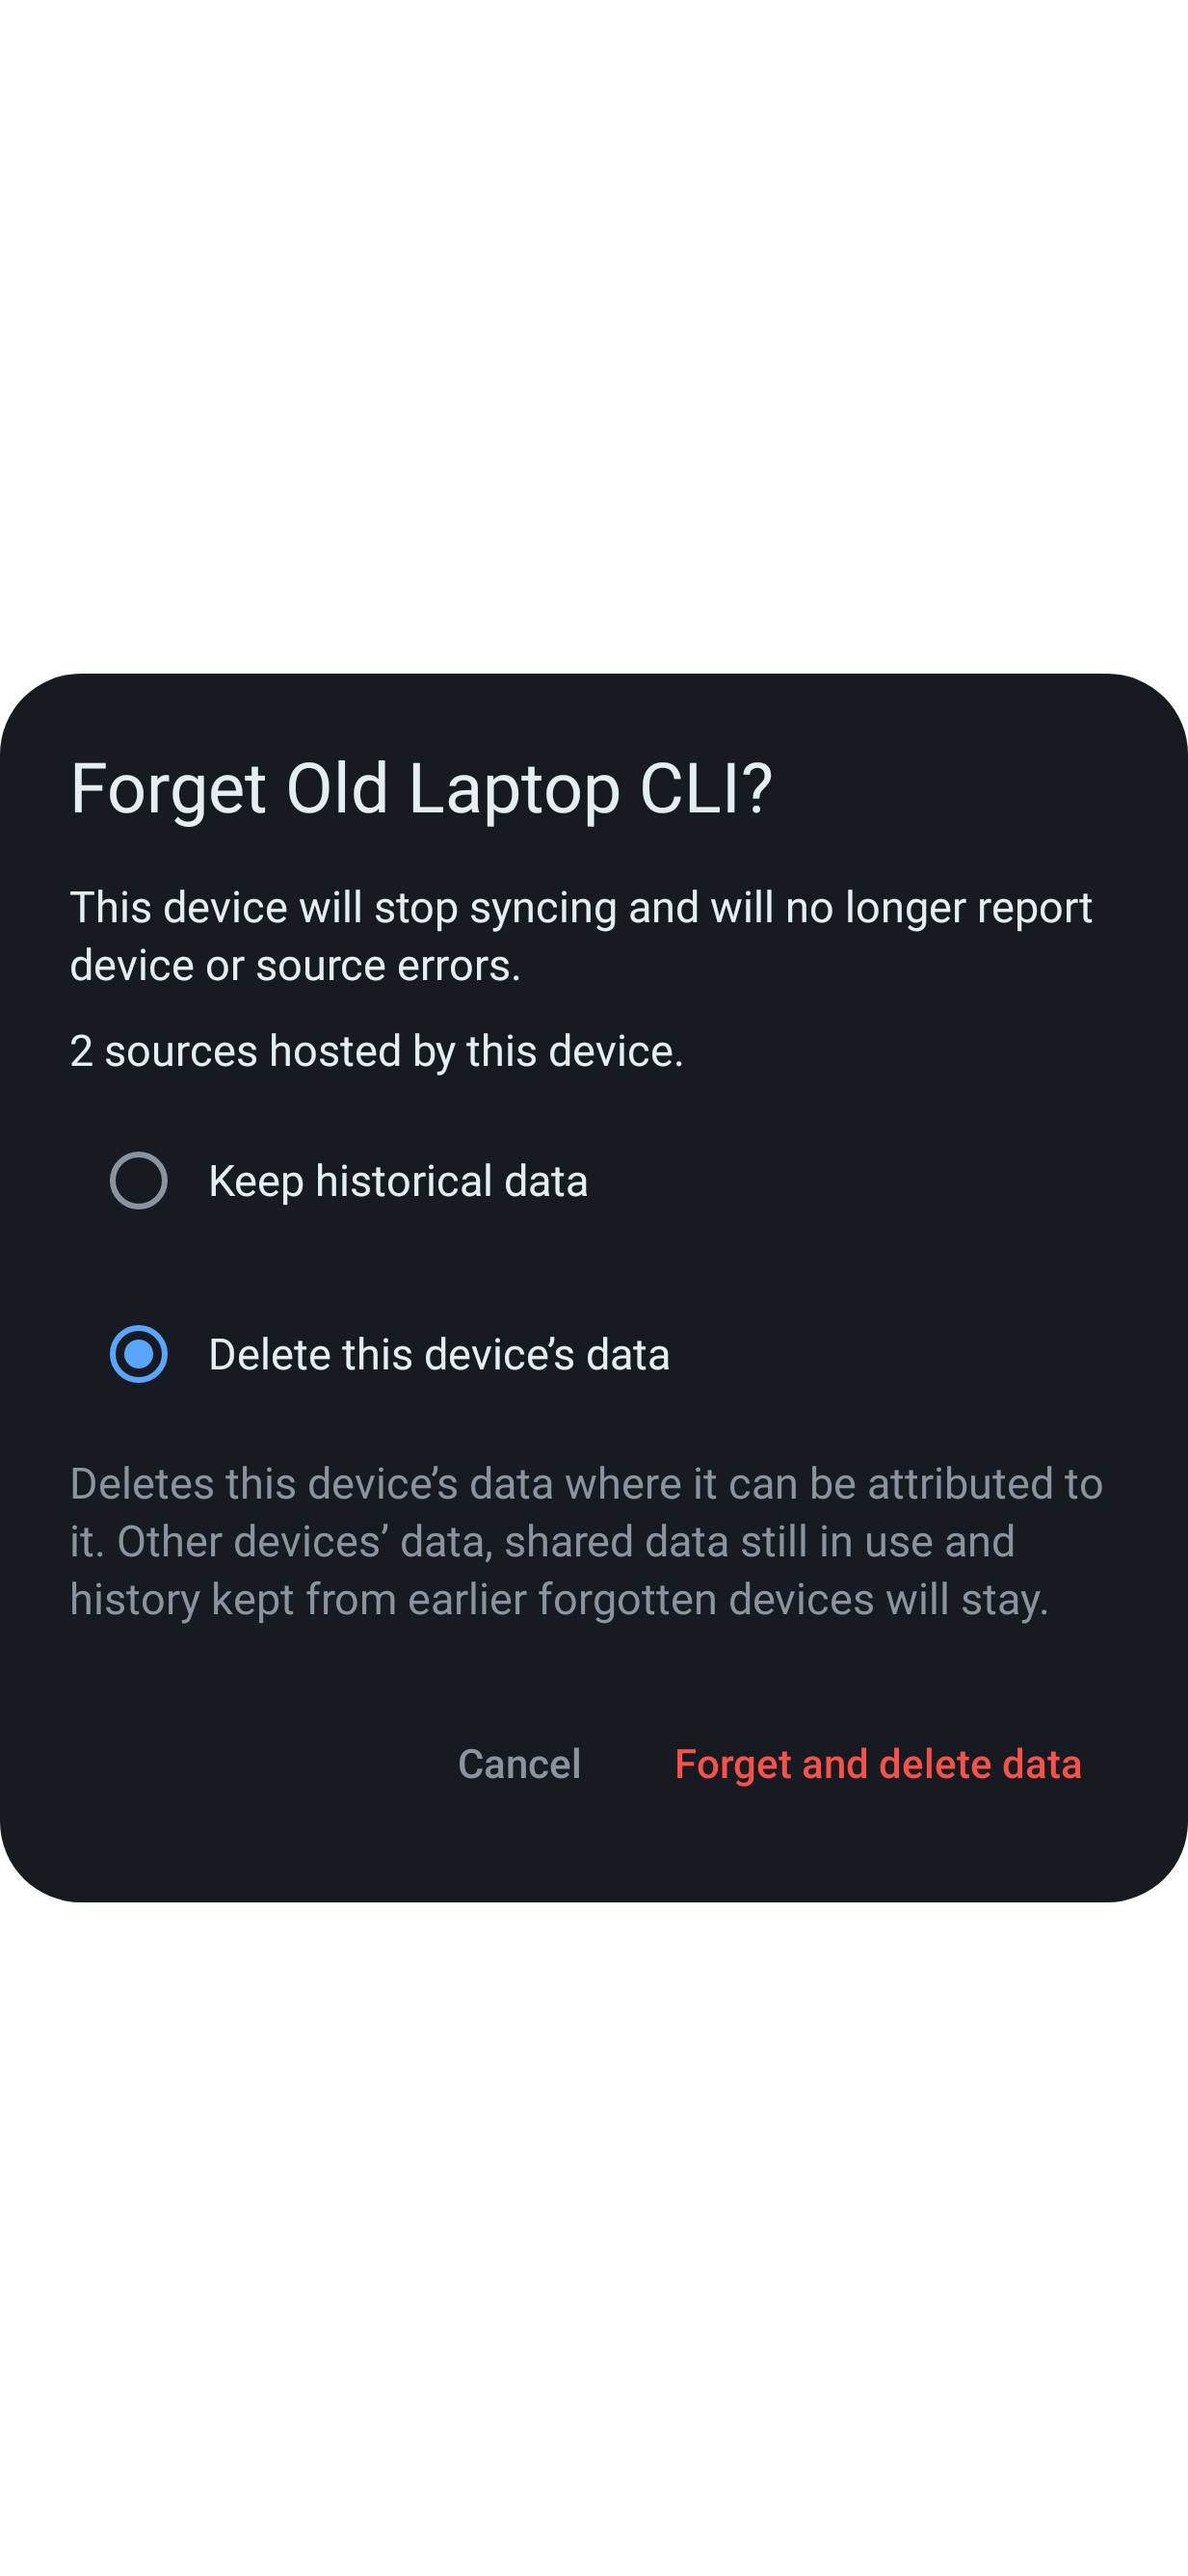 Forget Old Laptop CLI?
This device will stop syncing and will no longer report
device or source errors.
2 sources hosted by this device.
Keep historical data
Delete this device’s data
Deletes this device’s data where it can be attributed to
it. Other devices’ data, shared data still in use and
history kept from earlier forgotten devices will stay.
Cancel
Forget and delete data